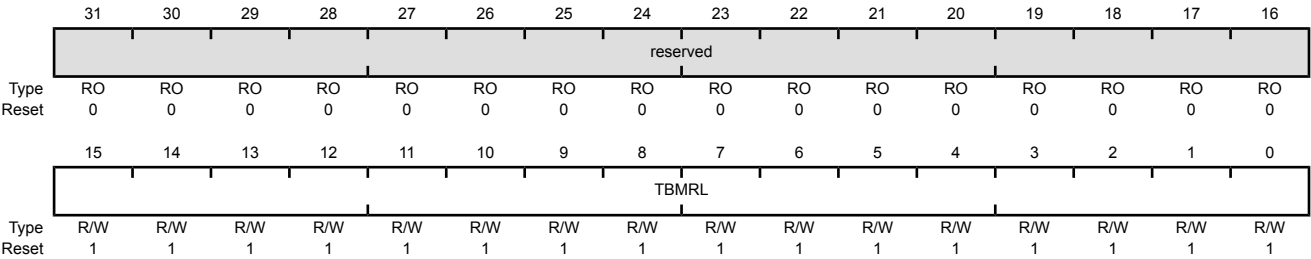 31 30 29 28 27 26 25 24 23 22 21 20 19 18 17 16
reserved
Type RO RO RO RO RO RO RO RO RO RO RO RO RO RO RO RO
Reset 0 0 0 0 0 0 0 0 0 0 0 0 0 0 0 0
15 14 13 12 11 10 9 8 7 6 5 4 3 2 1 0
TBMRL
Type R/W R/W R/W R/W R/W R/W R/W R/W R/W R/W R/W R/W R/W R/W R/W R/W
Reset 1 1 1 1 1 1 1 1 1 1 1 1 1 1 1 1